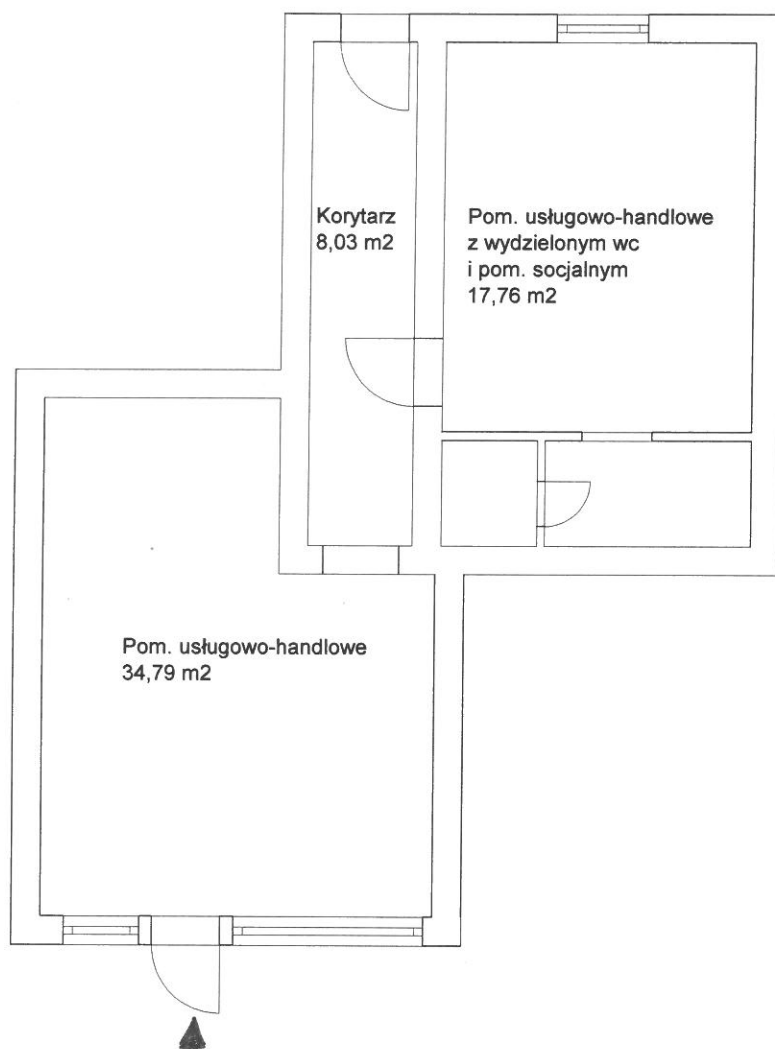 Korytarz
8,03 m2
Pom. usługowo-handlowe
z wydzielonym wc
i pom. socjalnym
17,76 m2
Pom. usługowo-handlowe
34,79 m2